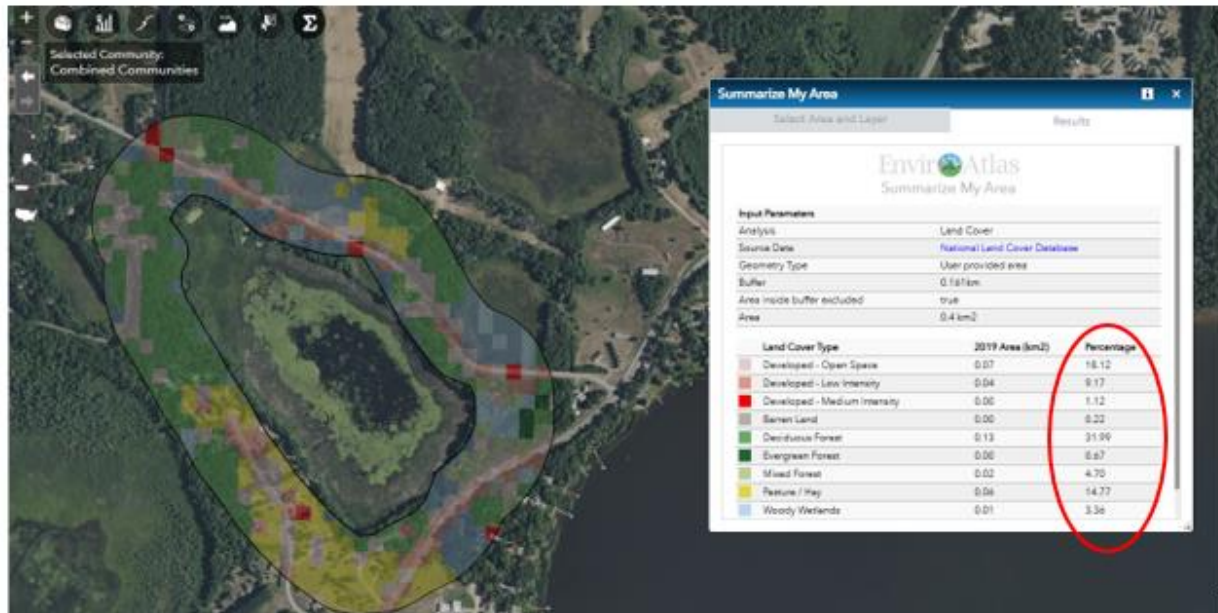 Selected Community:
Combined Communities
Summarize My Area
Select Area and Layer Results
EnviroAtlas
Summarize My Area
Input Parameters
Analysis Land Cover
Source Data National Land Cover Database
Geometry Type User provided area
Buffer 0.161km
Area inside buffer excluded true
Area 0.4 km2
Land Cover Type 2019 Area (km2) Percentage
Developed - Open Space 0.07 18.12
Developed - Low Intensity 0.04 9.17
Developed - Medium Intensity 0.00 1.12
Barren Land 0.00 0.22
Deciduous Forest 0.13 31.99
Evergreen Forest 0.00 0.67
Mixed Forest 0.02 4.70
Pasture / Hay 0.06 14.77
Woody Wetlands 0.01 3.36